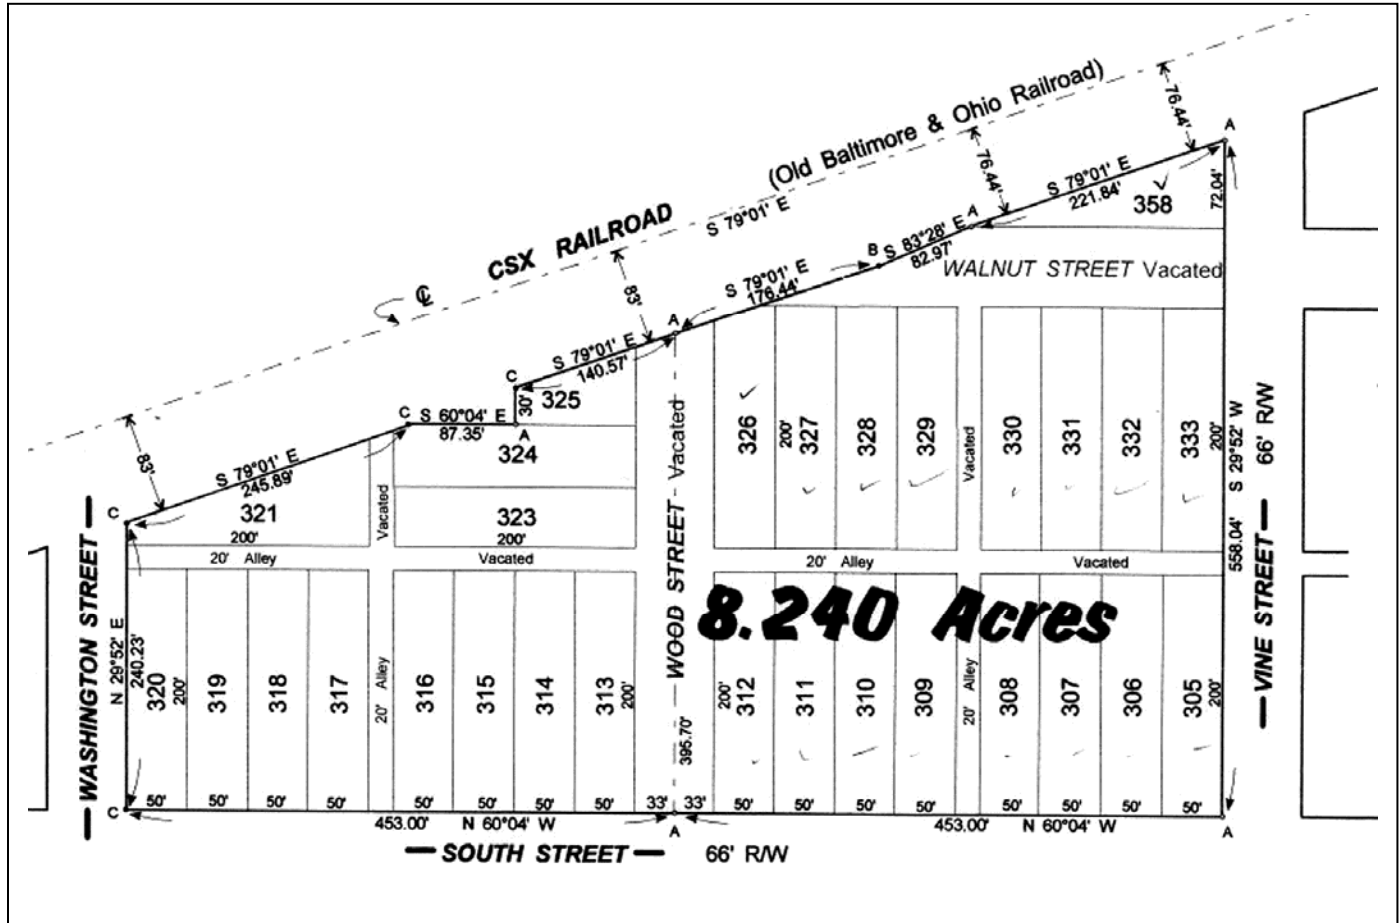 (Old Baltimore & Ohio Railroad)
CSX RAILROAD
S 79°01' E
CL
76.44'
76.44'
83'
83'
A
S 79°01' E
221.84'
358
72.04'
A
S 83°28' E
82.97'
B
WALNUT STREET Vacated
S 79°01' E
176.44'
A
S 79°01' E
140.57'
C
325
30'
A
C
S 60°04' E
87.35'
324
S 79°01' E
245.89'
C
321
200'
323
200'
Vacated
20' Alley
Vacated
WOOD STREET Vacated
326
200'
327
328
329
Vacated
330
331
332
333
200'
S 29°52' W
558.04'
66' R/W
VINE STREET
20' Alley
Vacated
8.240 Acres
WASHINGTON STREET
N 29°52' E
240.23'
320
200'
319
318
317
20' Alley
316
315
314
313
200'
395.70'
200'
312
311
310
309
20' Alley
308
307
306
305
200'
C
50'
50'
50'
50'
50'
50'
50'
50'
33'
33'
50'
50'
50'
50'
50'
50'
50'
50'
453.00' N 60°04' W
A
453.00' N 60°04' W
A
SOUTH STREET
66' R/W